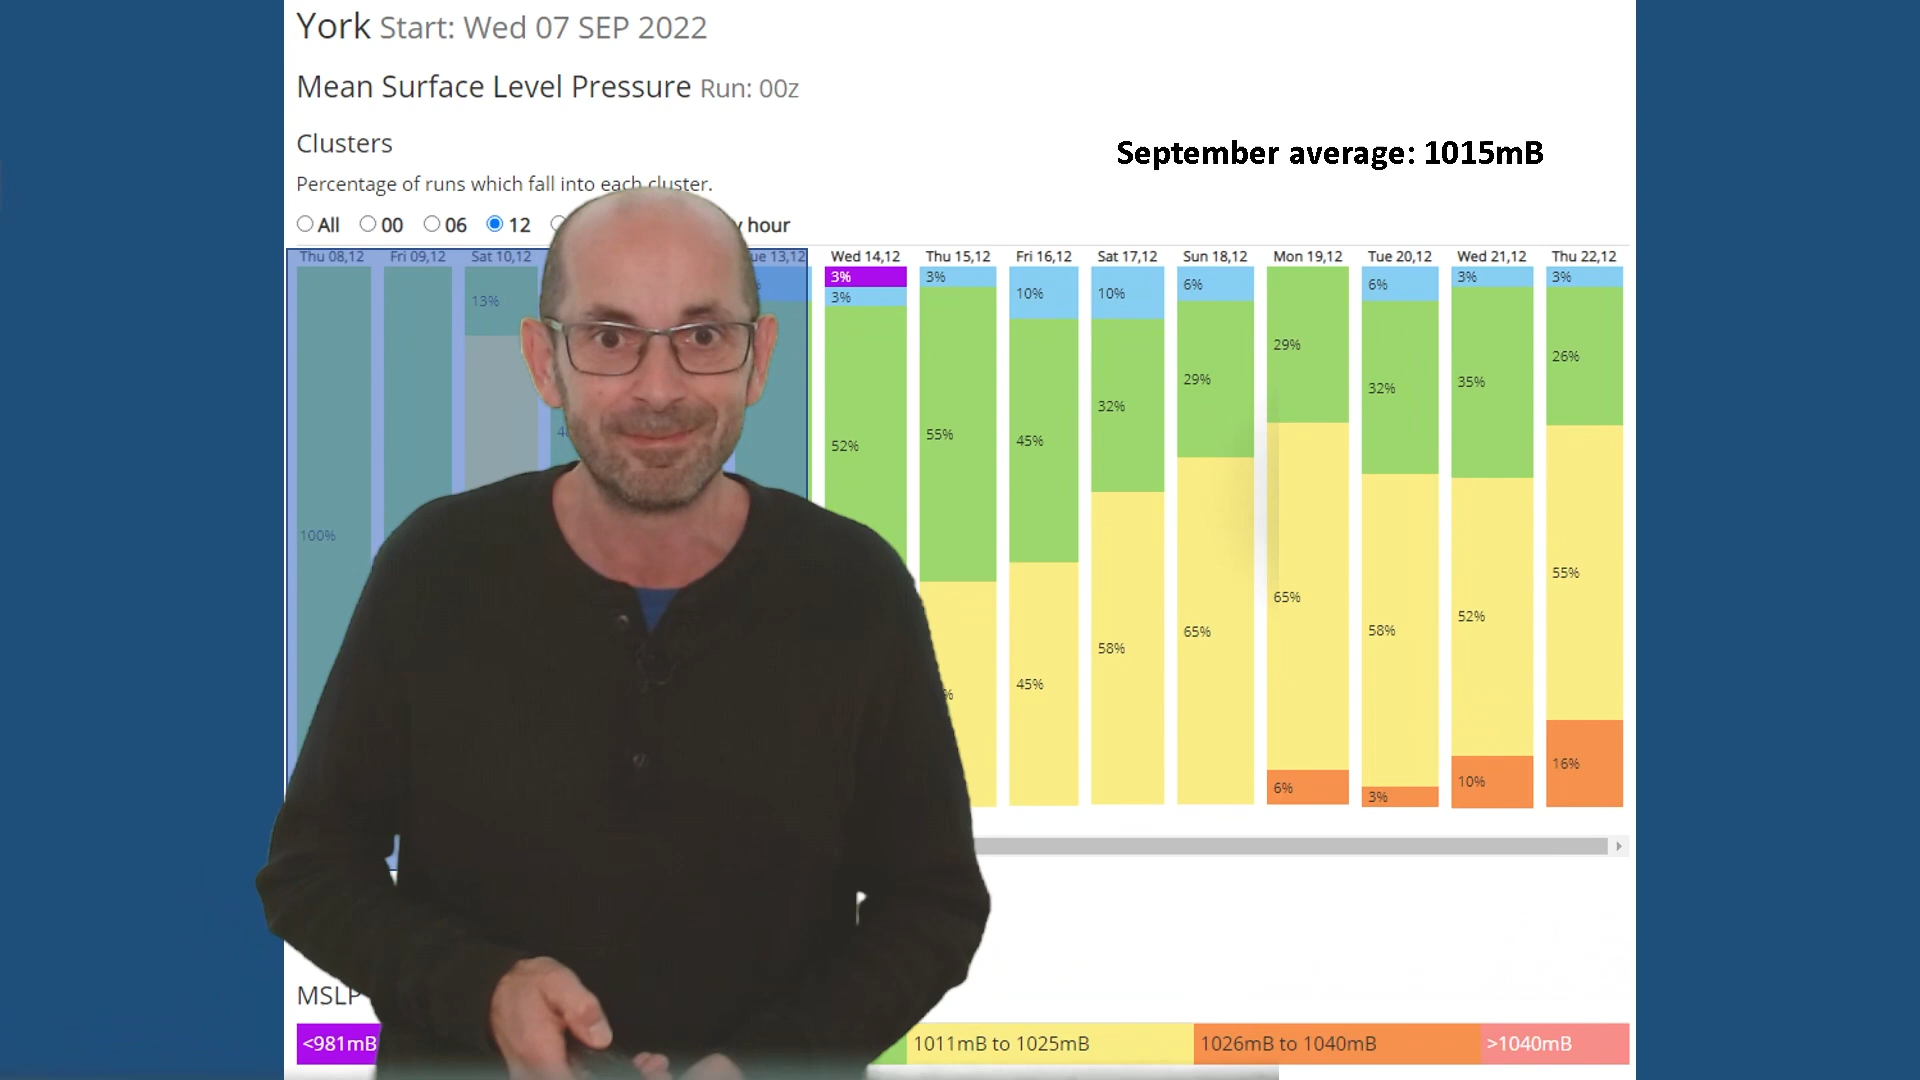 York Start: Wed 07 SEP 2022
Mean Surface Level Pressure Run: 00z
Clusters
September average: 1015mB
Percentage of runs which fall into each cluster.
All 00 06 12 hour
Thu 08,12 Fri 09,12 Sat 10,12 13,12 Wed 14,12 Thu 15,12 Fri 16,12 Sat 17,12 Sun 18,12 Mon 19,12 Tue 20,12 Wed 21,12 Thu 22,12
3% 3% 3% 3%
6% 6%
13% 3% 10% 10%
29%
26%
29% 32% 35%
32%
52% 55% 45%
100%
55%
65% 52%
65% 58%
58%
45%
16%
6% 3% 10%
MSLP
<981mB 1011mB to 1025mB 1026mB to 1040mB >1040mB